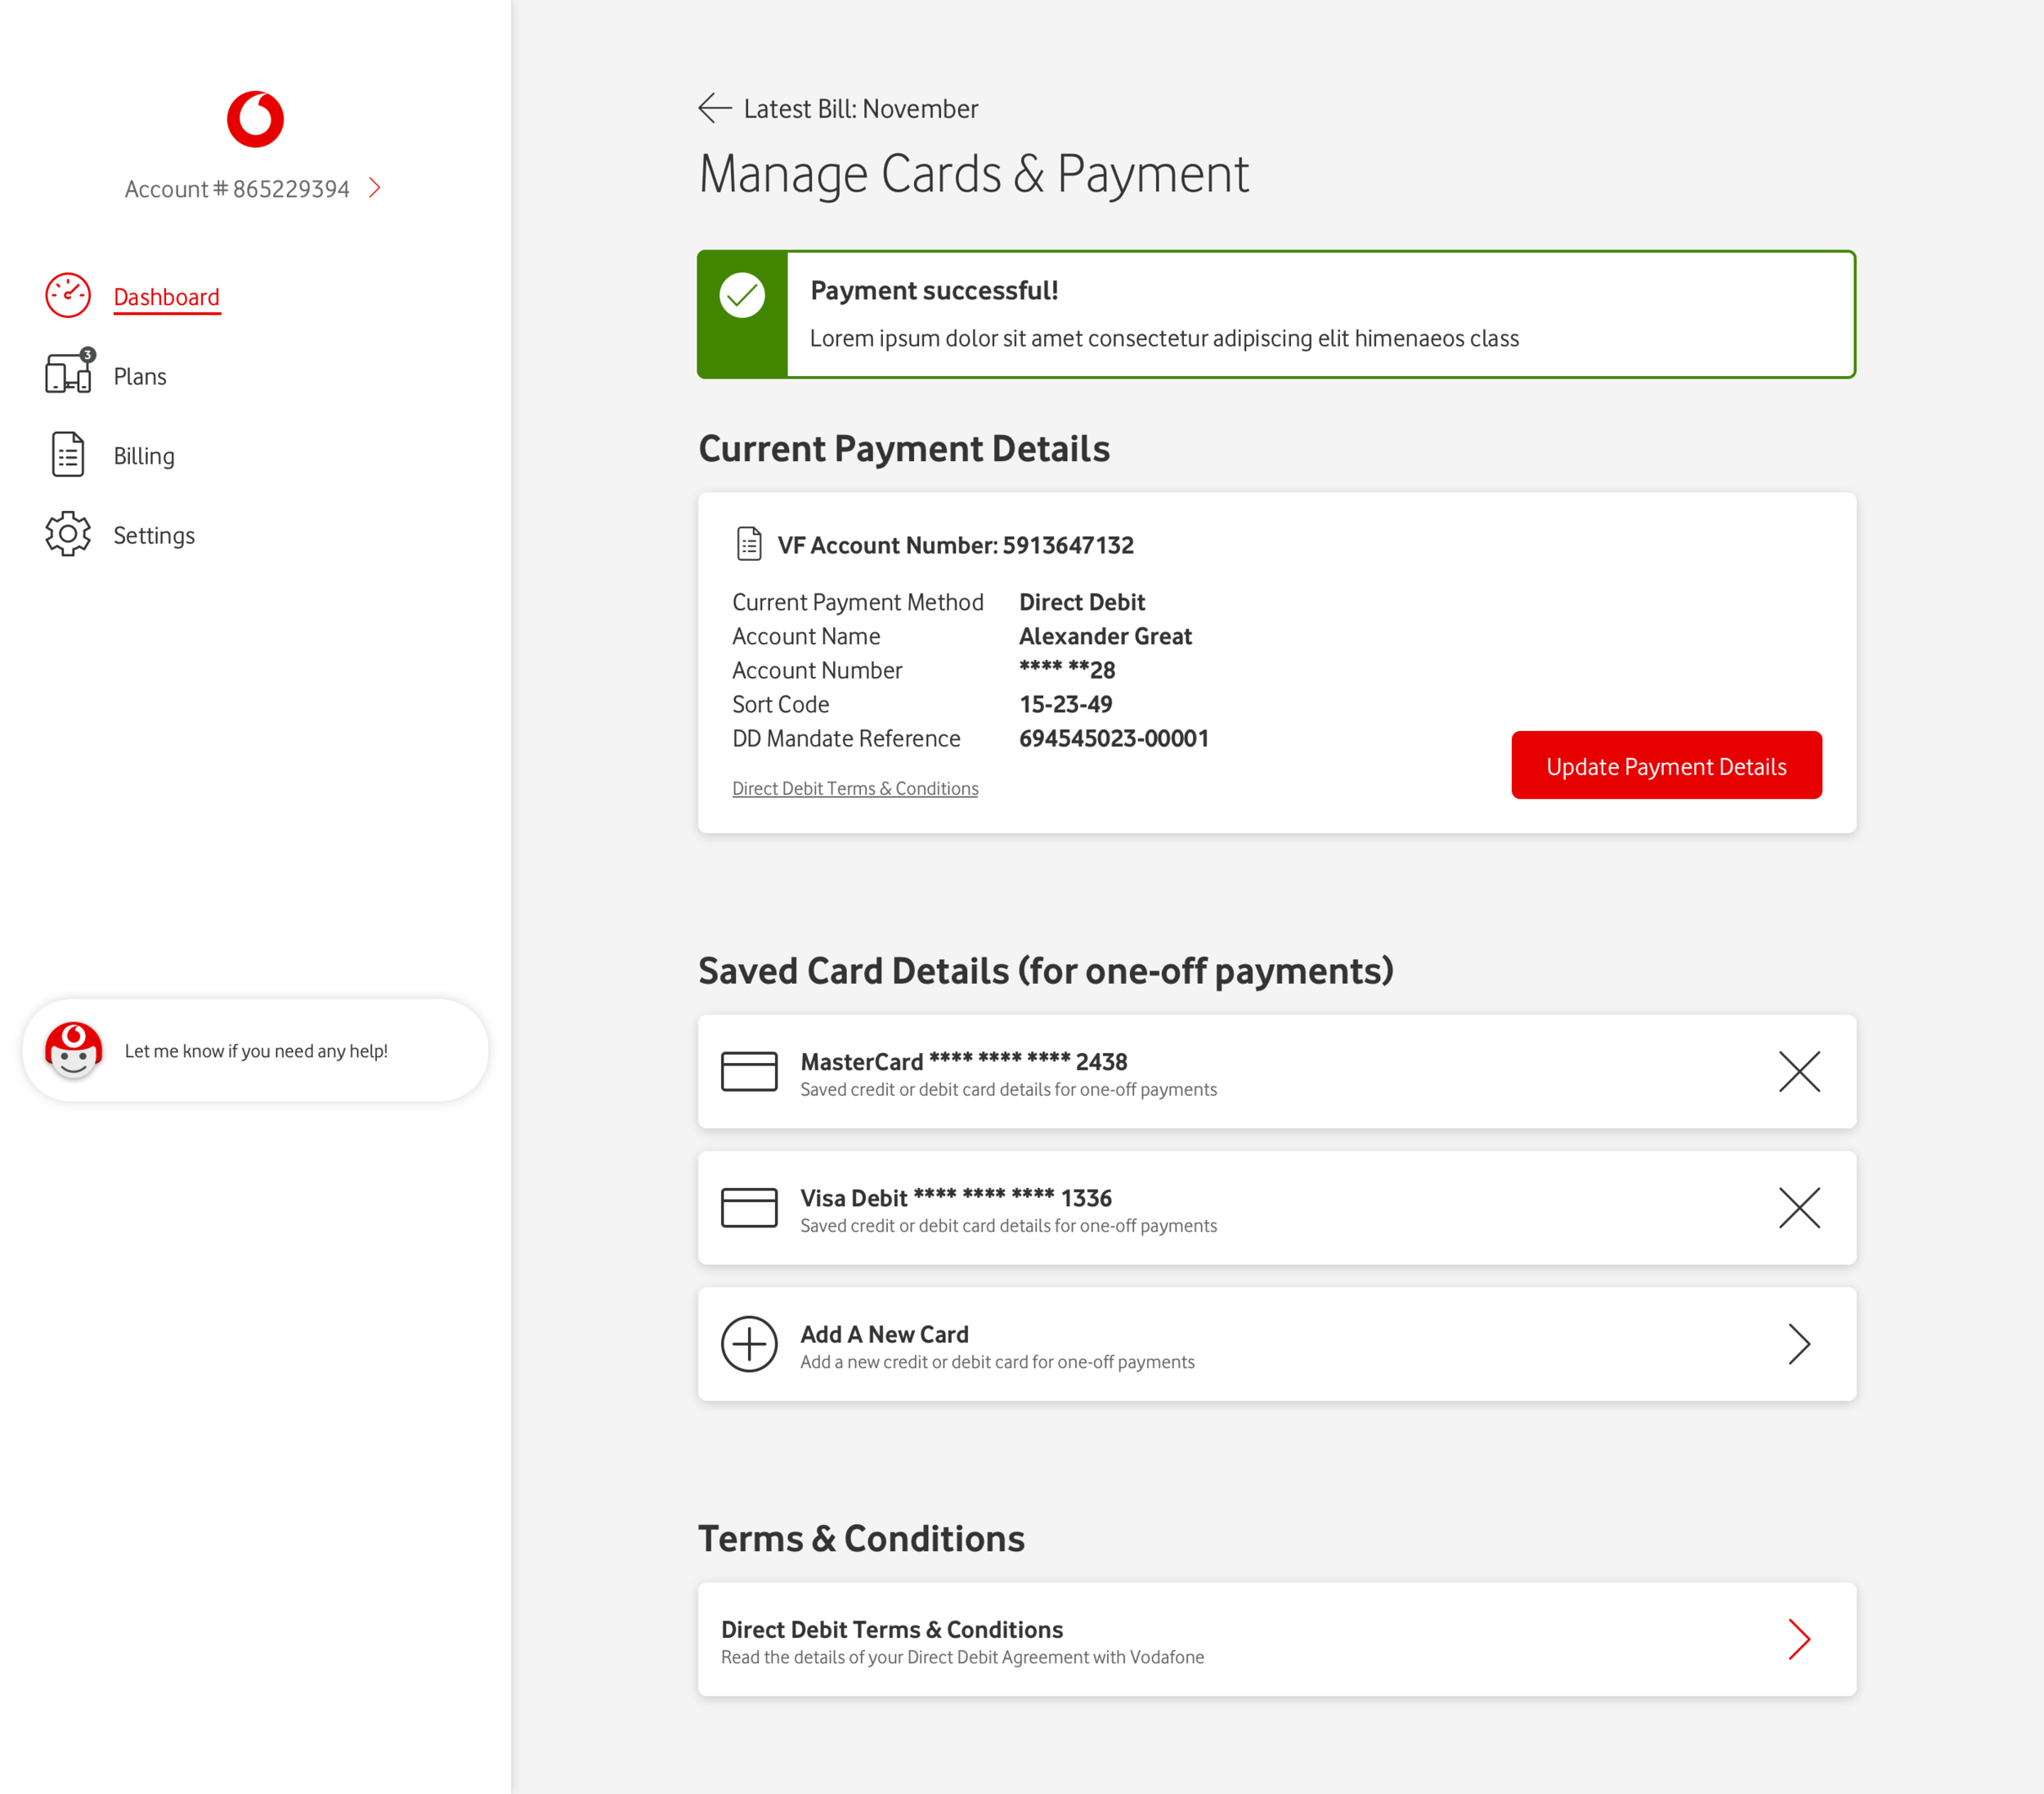 Account # 865229394
Dashboard
3
Plans
Billing
Settings
Let me know if you need any help!
Latest Bill: November
Manage Cards & Payment
Payment successful!
Lorem ipsum dolor sit amet consectetur adipiscing elit himenaeos class
Current Payment Details
VF Account Number: 5913647132
Current Payment Method Direct Debit
Account Name Alexander Great
Account Number **** **28
Sort Code 15-23-49
DD Mandate Reference 694545023-00001
Update Payment Details
Direct Debit Terms & Conditions
Saved Card Details (for one-off payments)
MasterCard **** **** **** 2438
Saved credit or debit card details for one-off payments
Visa Debit **** **** **** 1336
Saved credit or debit card details for one-off payments
Add A New Card
Add a new credit or debit card for one-off payments
Terms & Conditions
Direct Debit Terms & Conditions
Read the details of your Direct Debit Agreement with Vodafone